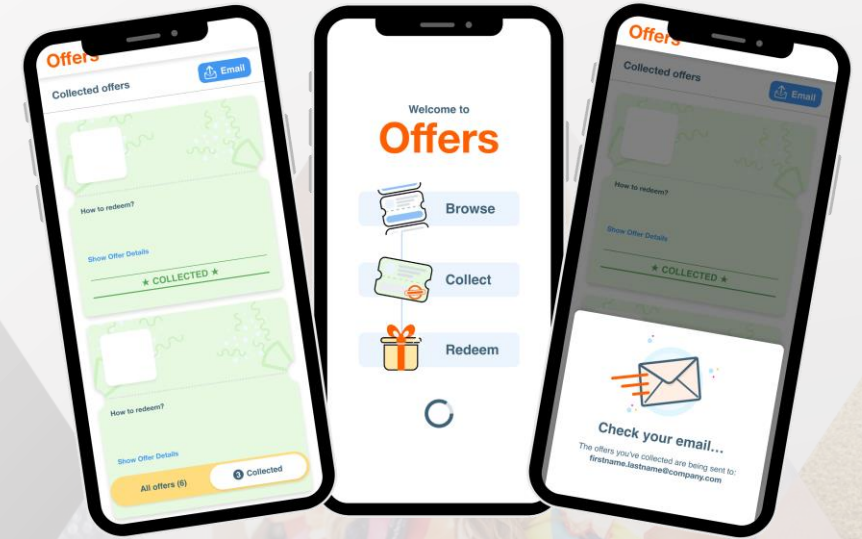 Offers
Collected offers
Email
How to redeem?
Show Offer Details
★ COLLECTED ★
How to redeem?
Show Offer Details
All offers (6)
3 Collected
Welcome to
Offers
Browse
Collect
Redeem
Offers
Collected offers
Email
How to redeem?
Show Offer Details
★ COLLECTED ★
Check your email...
The offers you've collected are being sent to:
firstname.lastname@company.com